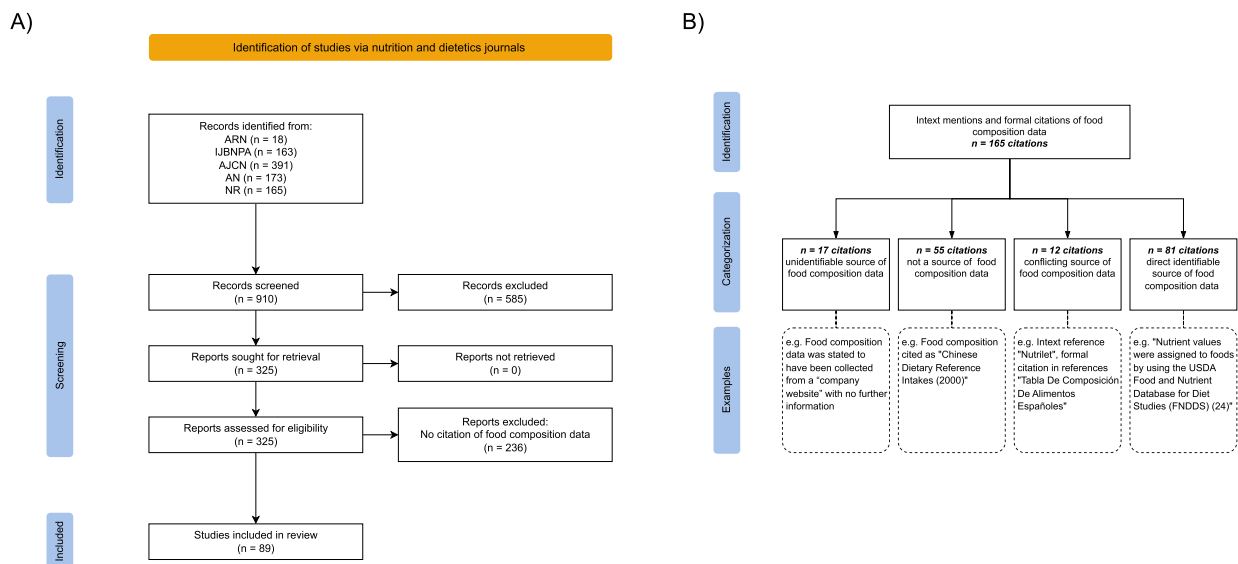 A)
Identification of studies via nutrition and dietetics journals
Identification
Records identified from:
ARN (n = 18)
IJBNPA (n = 163)
AJCN (n = 391)
AN (n = 173)
NR (n = 165)
Screening
Records screened
(n = 910)
Records excluded
(n = 585)
Reports sought for retrieval
(n = 325)
Reports not retrieved
(n = 0)
Reports assessed for eligibility
(n = 325)
Reports excluded:
No citation of food composition data
(n = 236)
Included
Studies included in review
(n = 89)
B)
Identification
Intext mentions and formal citations of food
composition data
n = 165 citations
Categorization
n = 17 citations
unidentifiable source of
food composition data
n = 55 citations
not a source of food
composition data
n = 12 citations
conflicting source of
food composition data
n = 81 citations
direct identifiable
source of food
composition data
Examples
e.g. Food composition
data was stated to
have been collected
from a “company
website” with no further
information
e.g. Food composition
cited as "Chinese
Dietary Reference
Intakes (2000)"
e.g. Intext reference
"Nutrilet", formal
citation in references
"Tabla De Composición
De Alimentos
Españoles"
e.g. "Nutrient values
were assigned to foods
by using the USDA
Food and Nutrient
Database for Diet
Studies (FNDDS) (24)"